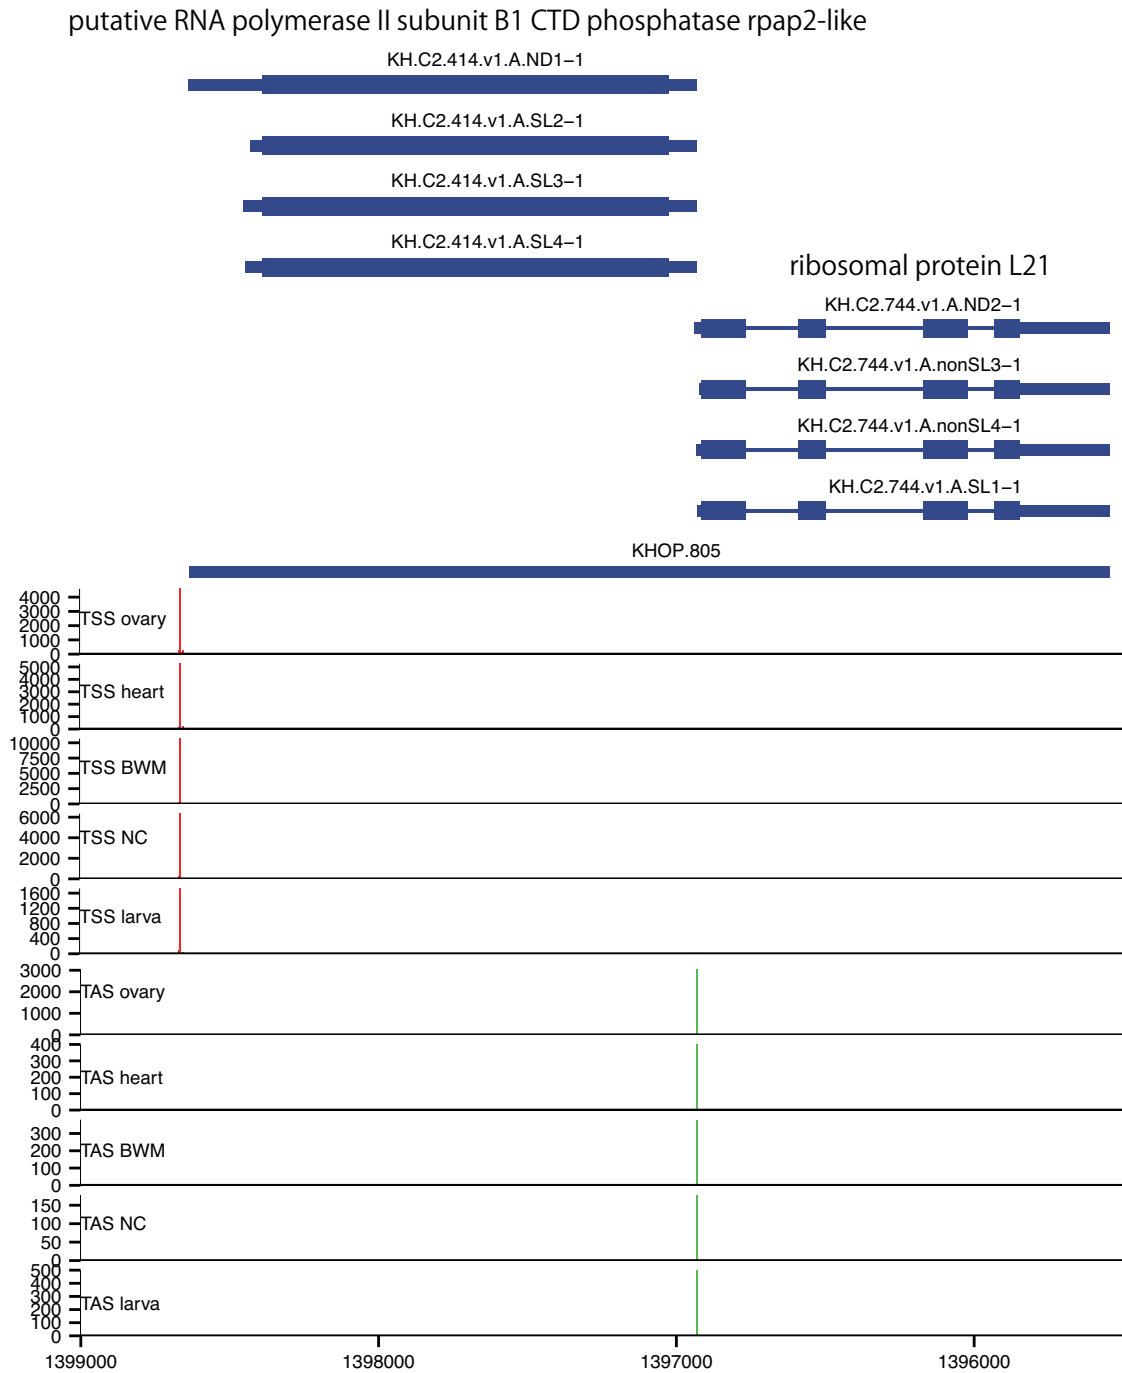 putative RNA polymerase II subunit B1 CTD phosphatase rpap2-like
KH.C2.414.v1.A.ND1−1
KH.C2.414.v1.A.SL2−1
KH.C2.414.v1.A.SL3−1
KH.C2.414.v1.A.SL4−1
ribosomal protein L21
KH.C2.744.v1.A.ND2−1
KH.C2.744.v1.A.nonSL3−1
KH.C2.744.v1.A.nonSL4−1
KH.C2.744.v1.A.SL1−1
KHOP.805
4000
3000
2000
1000
0
TSS ovary
5000
4000
3000
2000
1000
0
TSS heart
10000
7500
5000
2500
0
TSS BWM
6000
4000
2000
0
TSS NC
1600
1200
800
400
0
TSS larva
3000
2000
1000
0
TAS ovary
400
300
200
100
0
TAS heart
300
200
100
0
TAS BWM
150
100
50
0
TAS NC
500
400
300
200
100
0
TAS larva
1399000 1398000 1397000 1396000